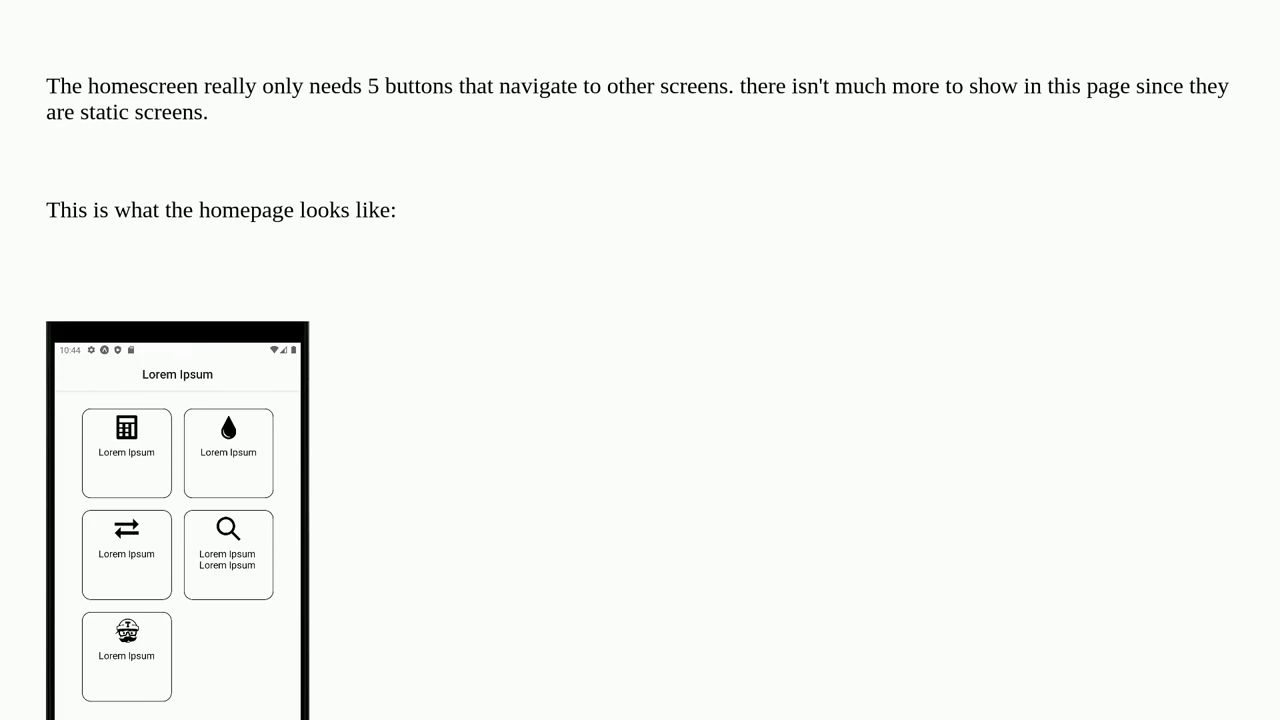 The homescreen really only needs 5 buttons that navigate to other screens. there isn't much more to show in this page since they
are static screens.
This is what the homepage looks like:
10:44
Lorem Ipsum
Lorem Ipsum
Lorem Ipsum
Lorem Ipsum
Lorem Ipsum
Lorem Ipsum
Lorem Ipsum